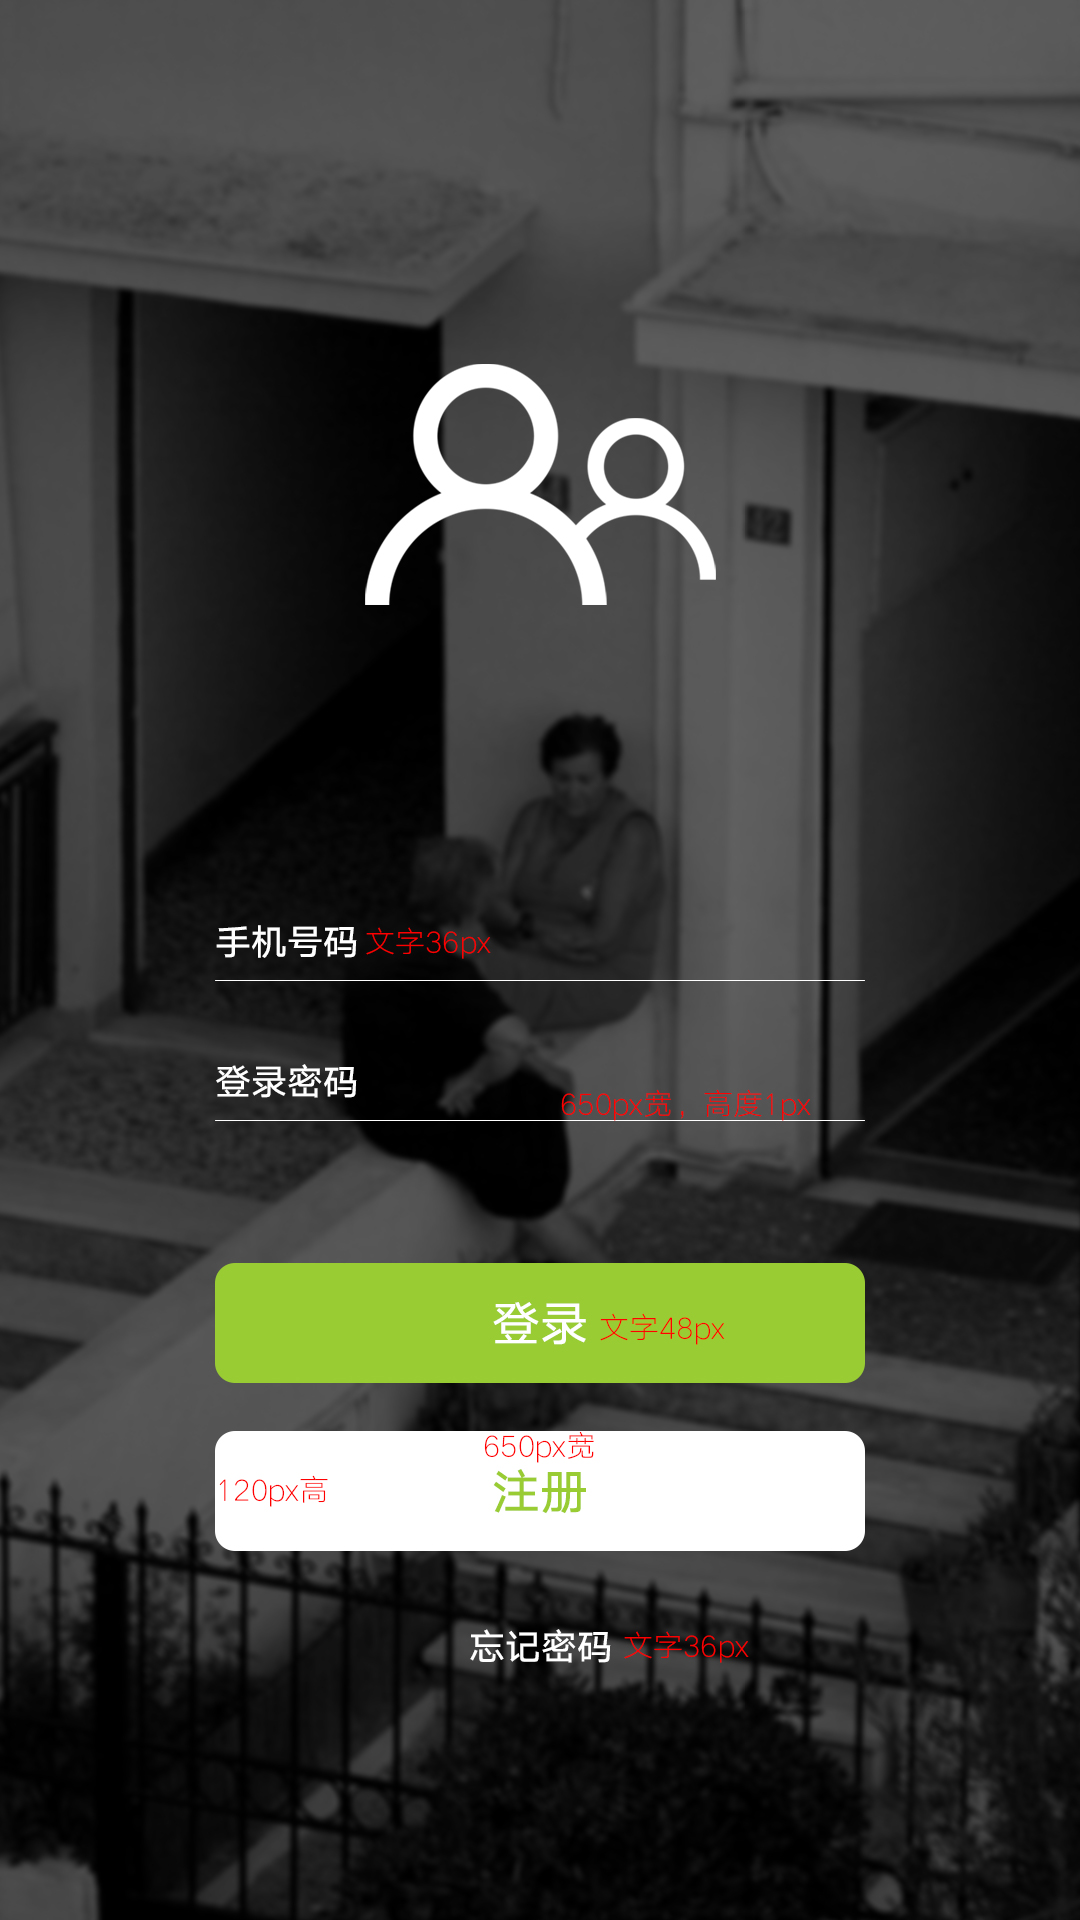 手机号码 文字36px
登录密码
650px宽，高度1px
登录 文字48px
650px宽
120px高
注册
忘记密码 文字36px